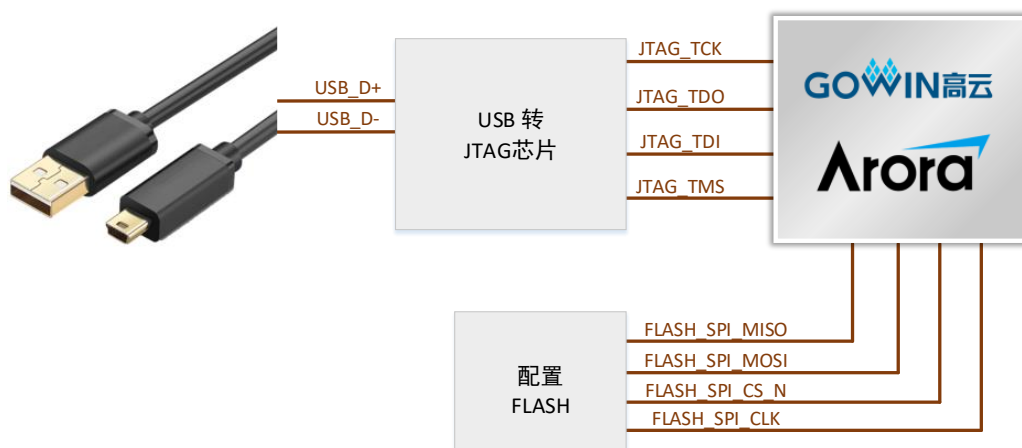 USB_D+
USB_D-
USB 转
JTAG芯片
JTAG_TCK
JTAG_TDO
JTAG_TDI
JTAG_TMS
GOWIN高云
Arora
配置
FLASH
FLASH_SPI_MISO
FLASH_SPI_MOSI
FLASH_SPI_CS_N
FLASH_SPI_CLK